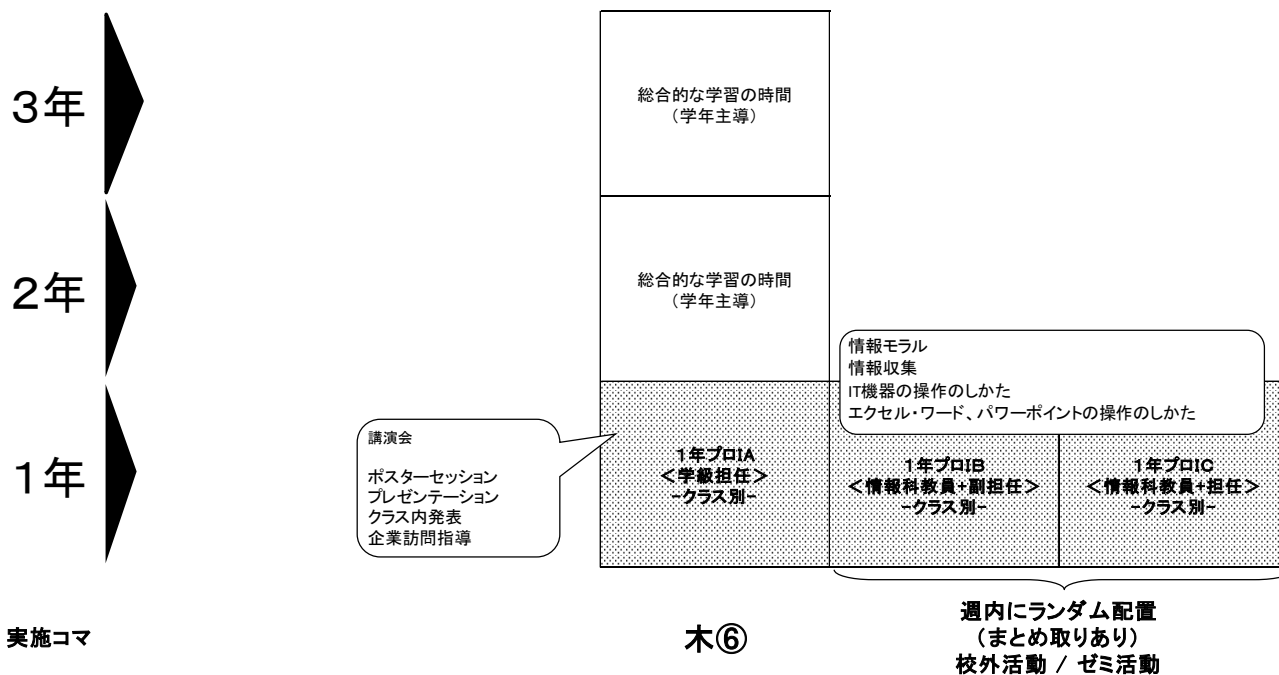 3年
総合的な学習の時間
（学年主導）
2年
総合的な学習の時間
（学年主導）
情報モラル
情報収集
IT機器の操作のしかた
エクセル・ワード、パワーポイントの操作のしかた
1年
講演会
ポスターセッション
プレゼンテーション
クラス内発表
企業訪問指導
１年プロIA
＜学級担任＞
-クラス別-
１年プロIB
＜情報科教員+副担任＞
-クラス別-
１年プロIC
＜情報科教員+担任＞
-クラス別-
実施コマ
木⑥
週内にランダム配置
（まとめ取りあり）
校外活動 / ゼミ活動